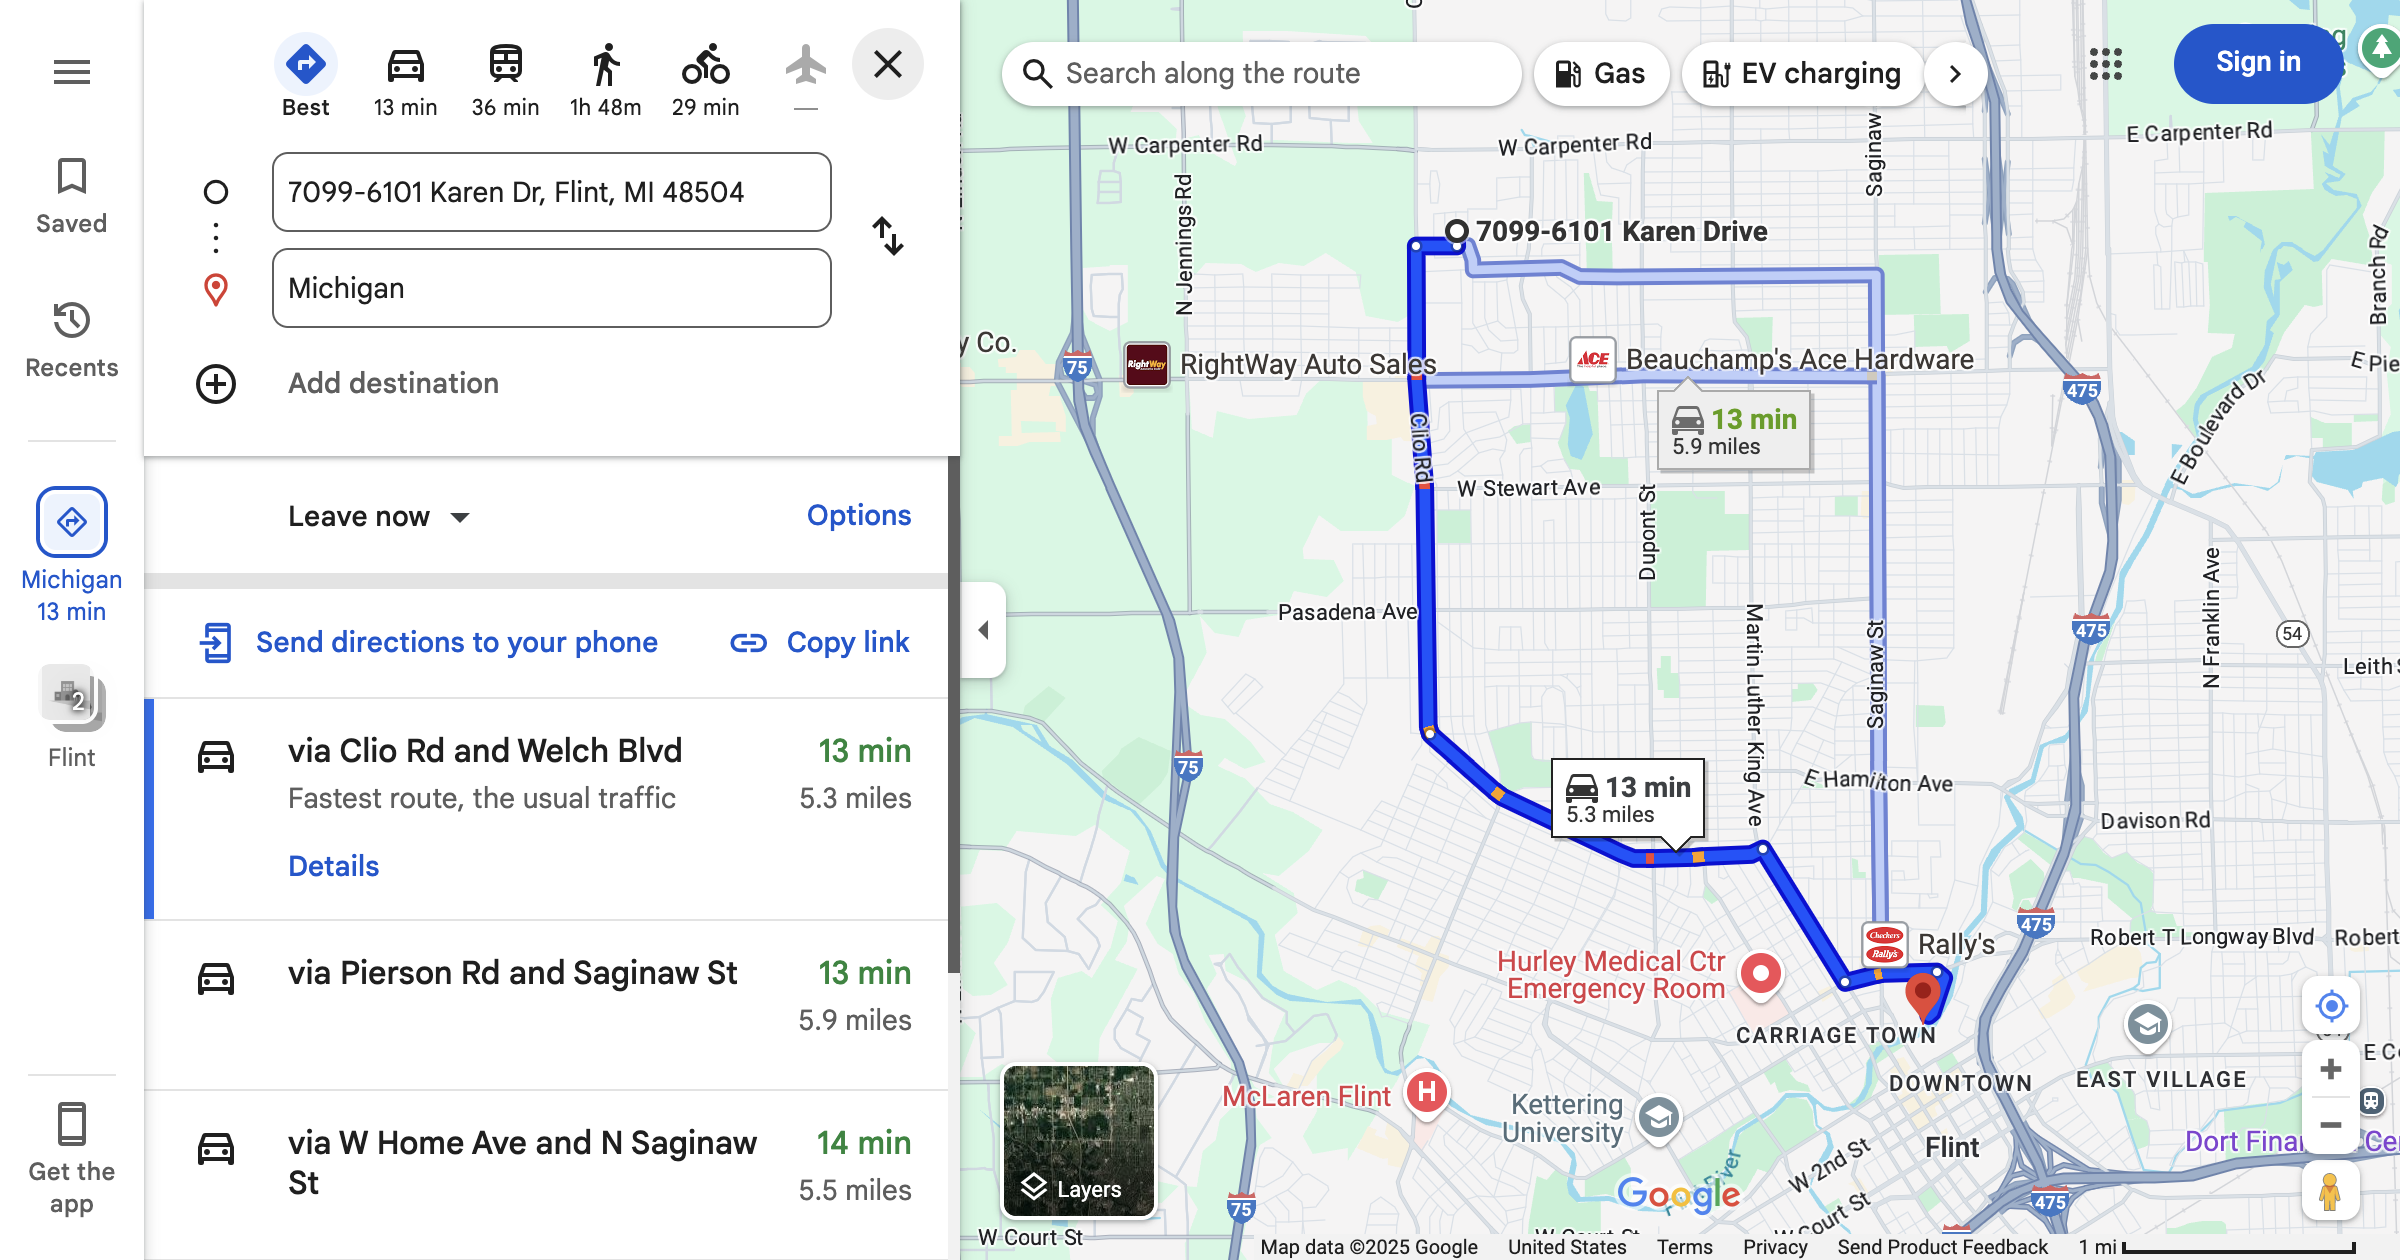 Best
13 min
36 min
1h 48m
29 min
—
7099-6101 Karen Dr, Flint, MI 48504
Michigan
Add destination
Saved
Recents
Michigan
13 min
2
Flint
Get the
app
Leave now
Options
Send directions to your phone
Copy link
via Clio Rd and Welch Blvd
13 min
Fastest route, the usual traffic
5.3 miles
Details
via Pierson Rd and Saginaw St
13 min
5.9 miles
via W Home Ave and N Saginaw
St
14 min
5.5 miles
Search along the route
Gas
EV charging
Sign in
W Carpenter Rd
W Carpenter Rd
E Carpenter Rd
Saginaw
N Jennings Rd
7099-6101 Karen Drive
Branch Rd
y Co.
75
RightWay
RightWay Auto Sales
ACE
Beauchamp's Ace Hardware
E Pie
475
13 min
5.9 miles
E Boulevard Dr
Clio Rd
W Stewart Ave
Dupont St
Pasadena Ave
Martin Luther King Ave
Saginaw St
475
N Franklin Ave
54
Leith S
75
13 min
5.3 miles
E Hamilton Ave
Davison Rd
475
Checkers
Rally's
Rally's
Robert T Longway Blvd
Robert
Hurley Medical Ctr
Emergency Room
CARRIAGE TOWN
E Co
DOWNTOWN
EAST VILLAGE
McLaren Flint
H
Kettering
University
Flint
Dort Finan
Cen
W 2nd St
River
Layers
Google
475
75
W Court St
W Court St
W Court St
Map data ©2025 Google
United States
Terms
Privacy
Send Product Feedback
1 mi